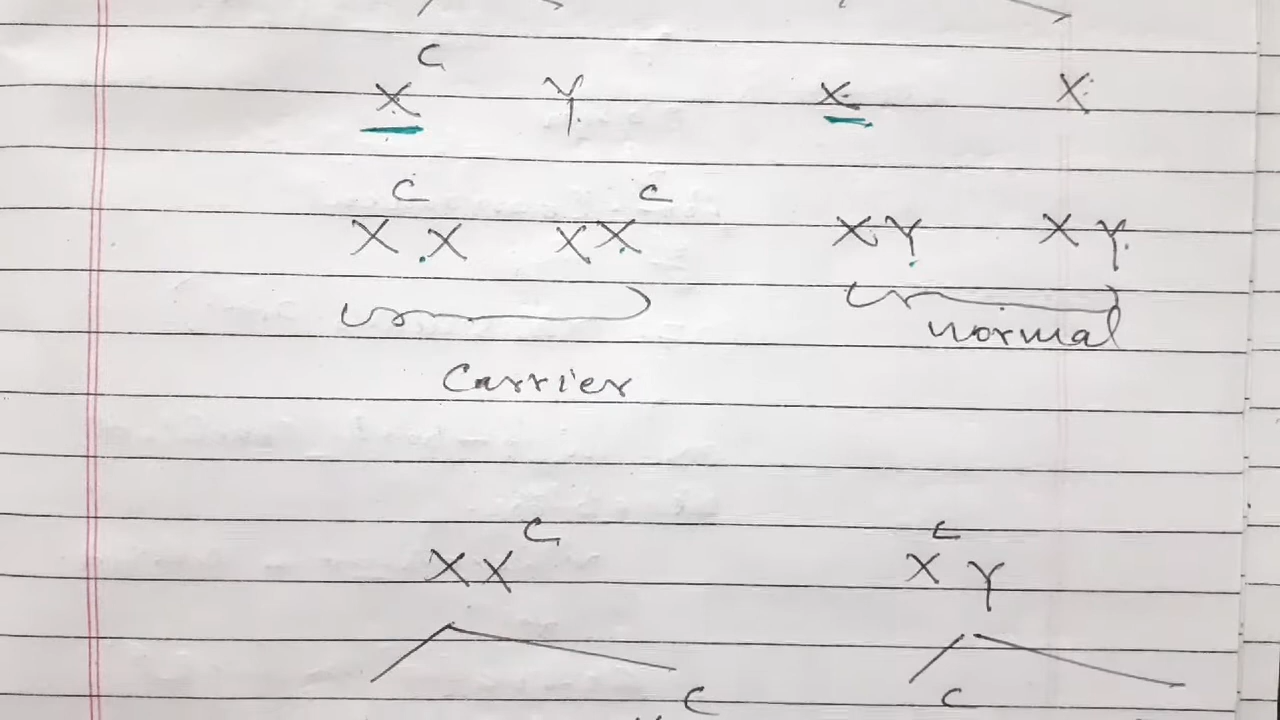 C
X Y X X
C C
X X X X X Y X Y
normal
Carrier
C C
X X X Y
C C